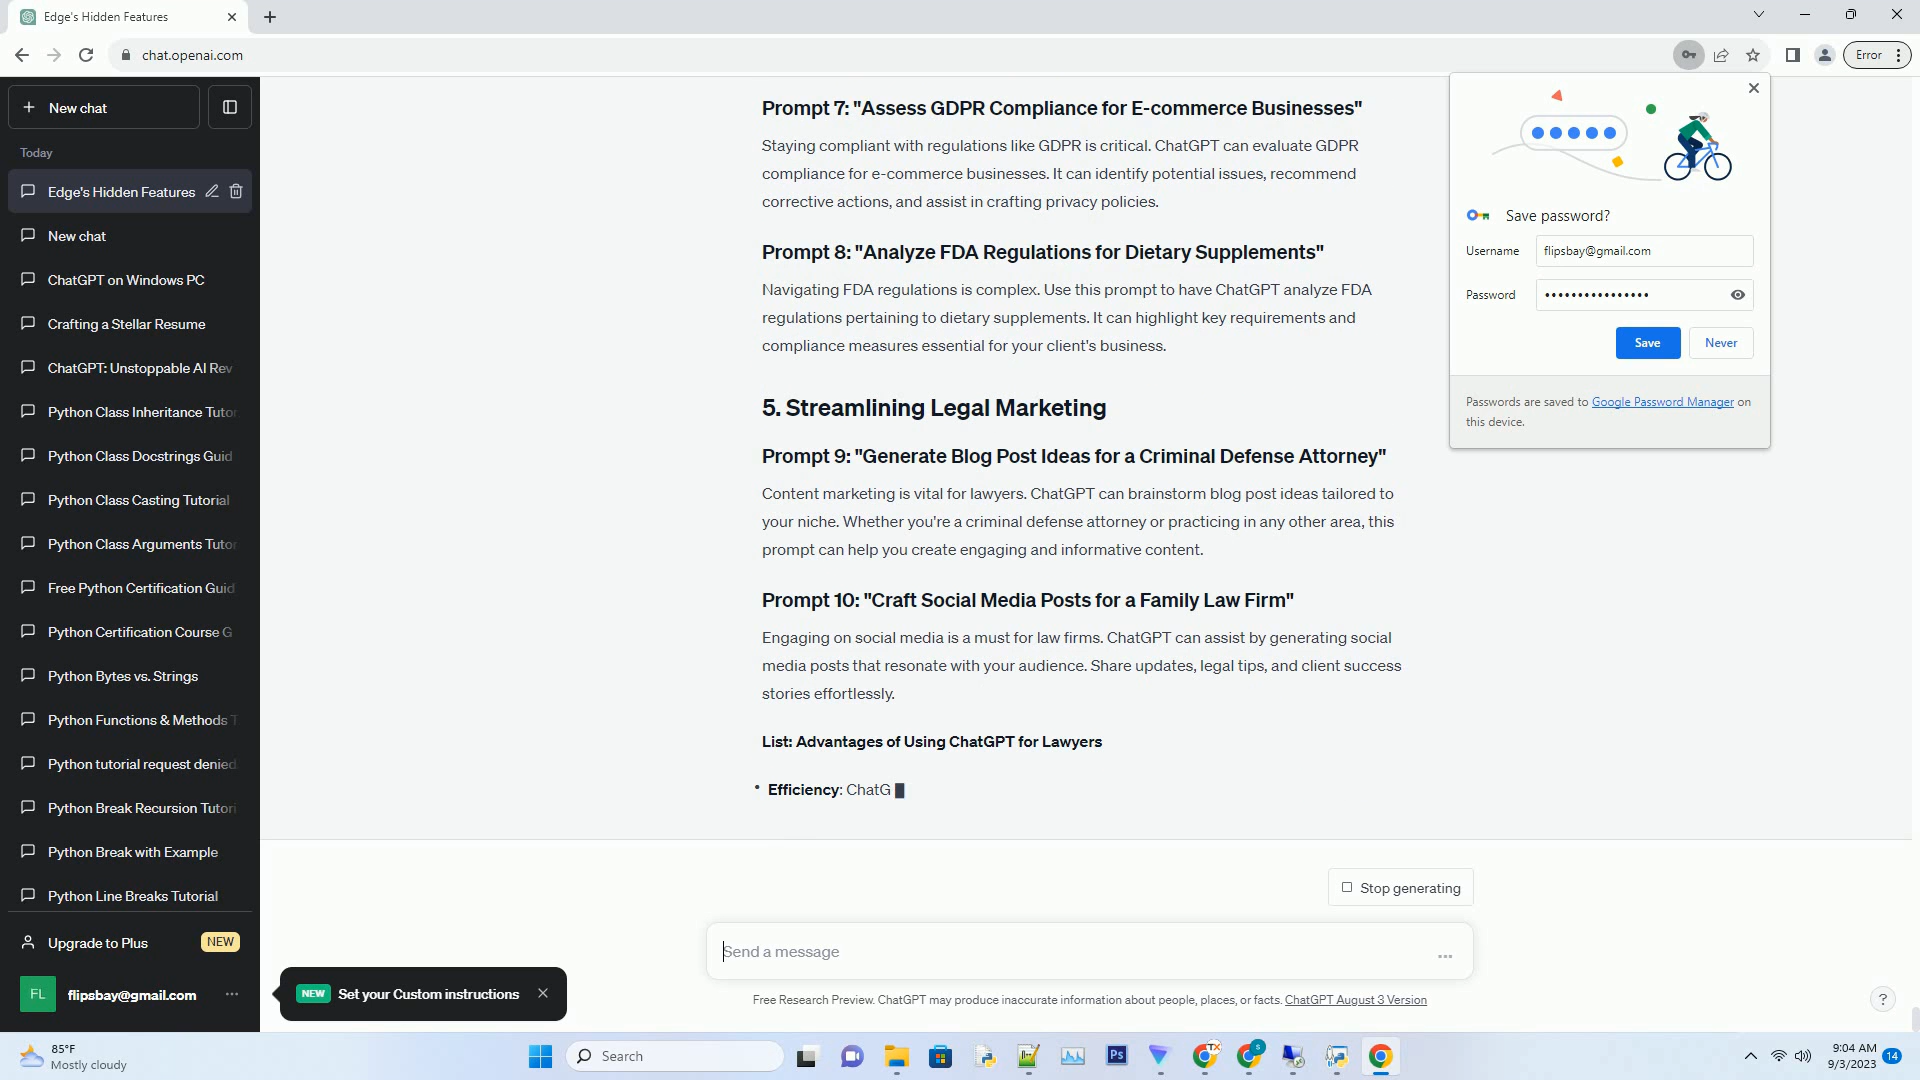 Edge's Hidden Features
chat.openai.com
Error
New chat
Today
Edge's Hidden Features
New chat
ChatGPT on Windows PC
Crafting a Stellar Resume
ChatGPT: Unstoppable AI Rev
Python Class Inheritance Tutor
Python Class Docstrings Guid
Python Class Casting Tutorial
Python Class Arguments Tutor
Free Python Certification Guid
Python Certification Course G
Python Bytes vs. Strings
Python Functions & Methods T
Python tutorial request denied
Python Break Recursion Tutori
Python Break with Example
Python Line Breaks Tutorial
Upgrade to Plus NEW
FL flipsbay@gmail.com
Prompt 7: "Assess GDPR Compliance for E-commerce Businesses"
Staying compliant with regulations like GDPR is critical. ChatGPT can evaluate GDPR
compliance for e-commerce businesses. It can identify potential issues, recommend
corrective actions, and assist in crafting privacy policies.
Prompt 8: "Analyze FDA Regulations for Dietary Supplements"
Navigating FDA regulations is complex. Use this prompt to have ChatGPT analyze FDA
regulations pertaining to dietary supplements. It can highlight key requirements and
compliance measures essential for your client's business.
5. Streamlining Legal Marketing
Prompt 9: "Generate Blog Post Ideas for a Criminal Defense Attorney"
Content marketing is vital for lawyers. ChatGPT can brainstorm blog post ideas tailored to
your niche. Whether you're a criminal defense attorney or practicing in any other area, this
prompt can help you create engaging and informative content.
Prompt 10: "Craft Social Media Posts for a Family Law Firm"
Engaging on social media is a must for law firms. ChatGPT can assist by generating social
media posts that resonate with your audience. Share updates, legal tips, and client success
stories effortlessly.
List: Advantages of Using ChatGPT for Lawyers
• Efficiency: ChatG
Save password?
Username flipsbay@gmail.com
Password ••••••••••••••••
Save Never
Passwords are saved to Google Password Manager on
this device.
Stop generating
Send a message
NEW Set your Custom instructions
Free Research Preview. ChatGPT may produce inaccurate information about people, places, or facts. ChatGPT August 3 Version
?
85°F
Mostly cloudy
Search
Ps
TX
S
9:04 AM
9/3/2023
14